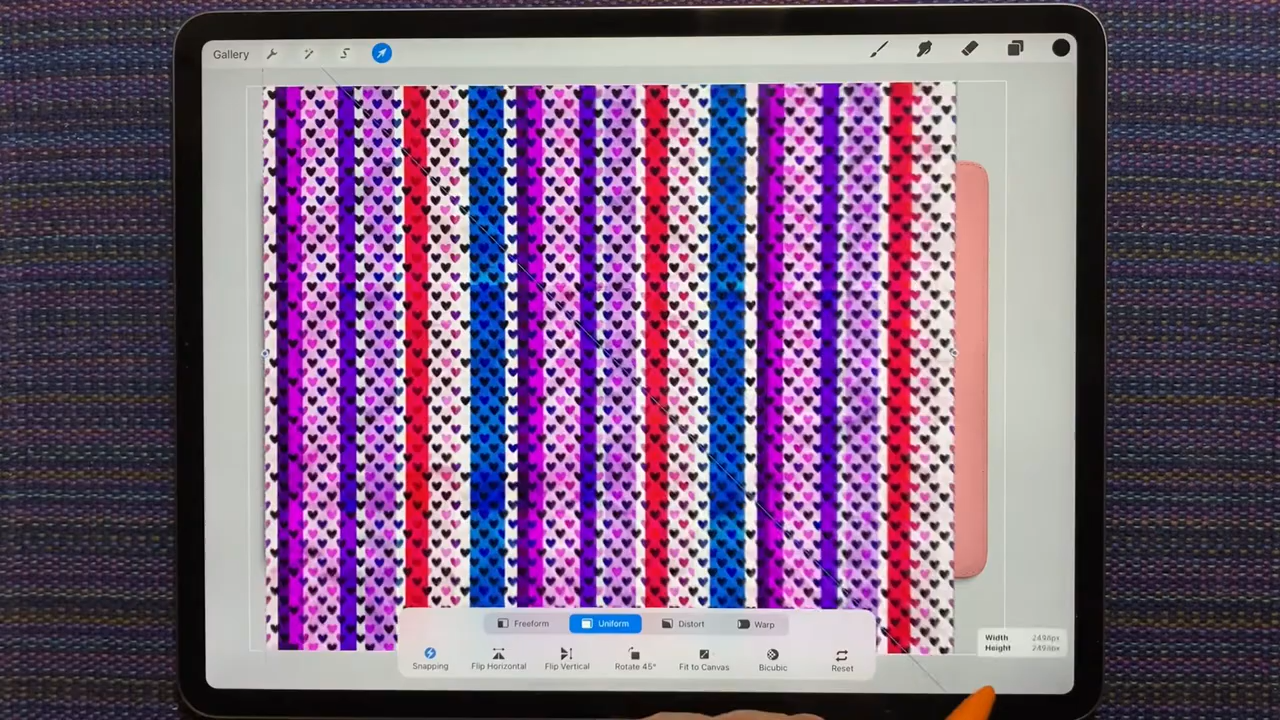 Gallery
Freeform Uniform Distort Warp
Snapping Flip Horizontal Flip Vertical Rotate 45° Fit to Canvas Bicubic Reset
Width
Height